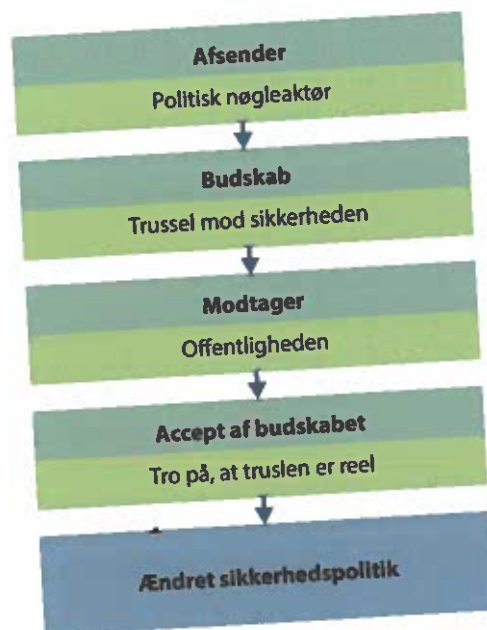 Afsender
Politisk nøgleaktør
Budskab
Trussel mod sikkerheden
Modtager
Offentligheden
Accept af budskabet
Tro på, at truslen er reel
Ændret sikkerhedspolitik